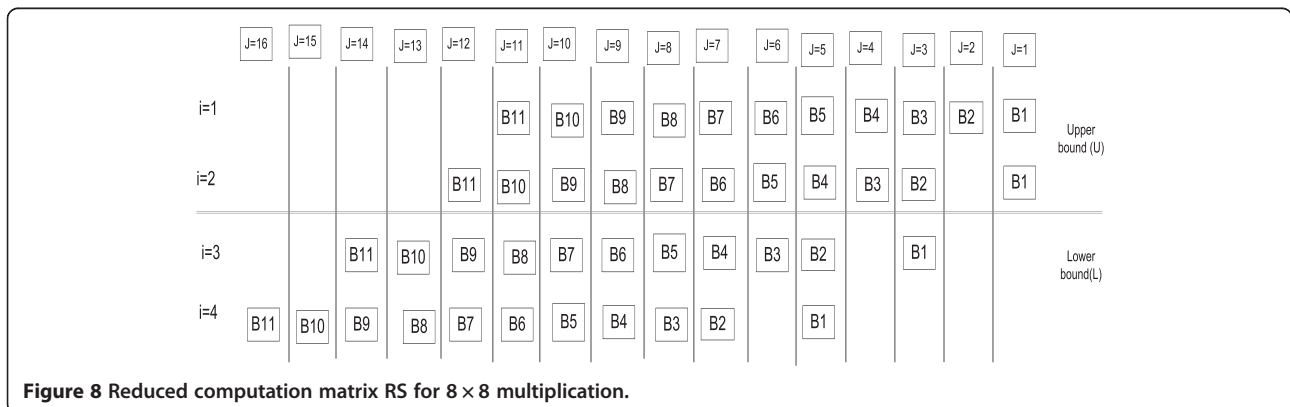 J=16 J=15 J=14 J=13 J=12 J=11 J=10 J=9 J=8 J=7 J=6 J=5 J=4 J=3 J=2 J=1
i=1 B11 B10 B9 B8 B7 B6 B5 B4 B3 B2 B1
Upper
bound (U)
i=2 B11 B10 B9 B8 B7 B6 B5 B4 B3 B2 B1
i=3 B11 B10 B9 B8 B7 B6 B5 B4 B3 B2 B1
Lower
bound(L)
i=4 B11 B10 B9 B8 B7 B6 B5 B4 B3 B2 B1
Figure 8 Reduced computation matrix RS for 8 × 8 multiplication.